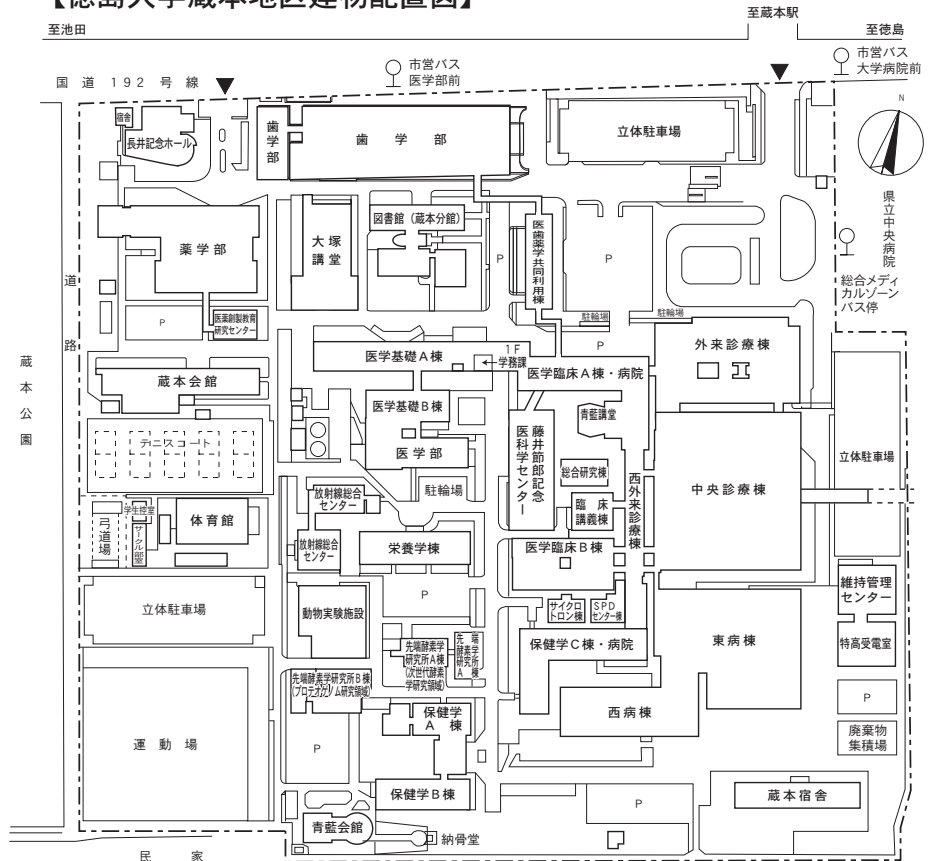 【徳島大学蔵本地区建物配置図】
至蔵本駅
至池田
至徳島
市営バス
医学部前
市営バス
大学病院前
国道192号線
N
宿舎
長井記念ホール
歯学部
歯学部
立体駐車場
県立中央病院
総合メディ
カルゾーン
バス停
薬学部
大塚
講堂
図書館（蔵本分館）
医歯薬学共同利用棟
P
P
道路
P
医薬創製教育
研究センター
駐輪場
駐輪場
P
外来診療棟
医学基礎A棟
1F
←学務課
医学臨床A棟・病院
蔵本公園
蔵本会館
医学基礎B棟
青藍講堂
テニスコート
医学部
藤井節郎記念
医科学センター
総合研究棟
西外来診療棟
中央診療棟
立体駐車場
駐輪場
放射線総合
センター
臨床
講義棟
学生控室
弓道場
サークル部室
体育館
放射線総合
センター
栄養学棟
医学臨床B棟
維持管理
センター
立体駐車場
動物実験施設
P
サイクロ
トロン棟
SPD
センター棟
東病棟
特高受電室
先端酵素学
研究所A棟
(次世代酵素
学研究領域)
先端
酵素学
研究所
A棟
保健学C棟・病院
先端酵素学研究所B棟
(プロテオゲノム研究領域)
P
運動場
P
保健学
A棟
西病棟
廃棄物
集積場
保健学B棟
P
蔵本宿舎
青藍会館
納骨堂
民家